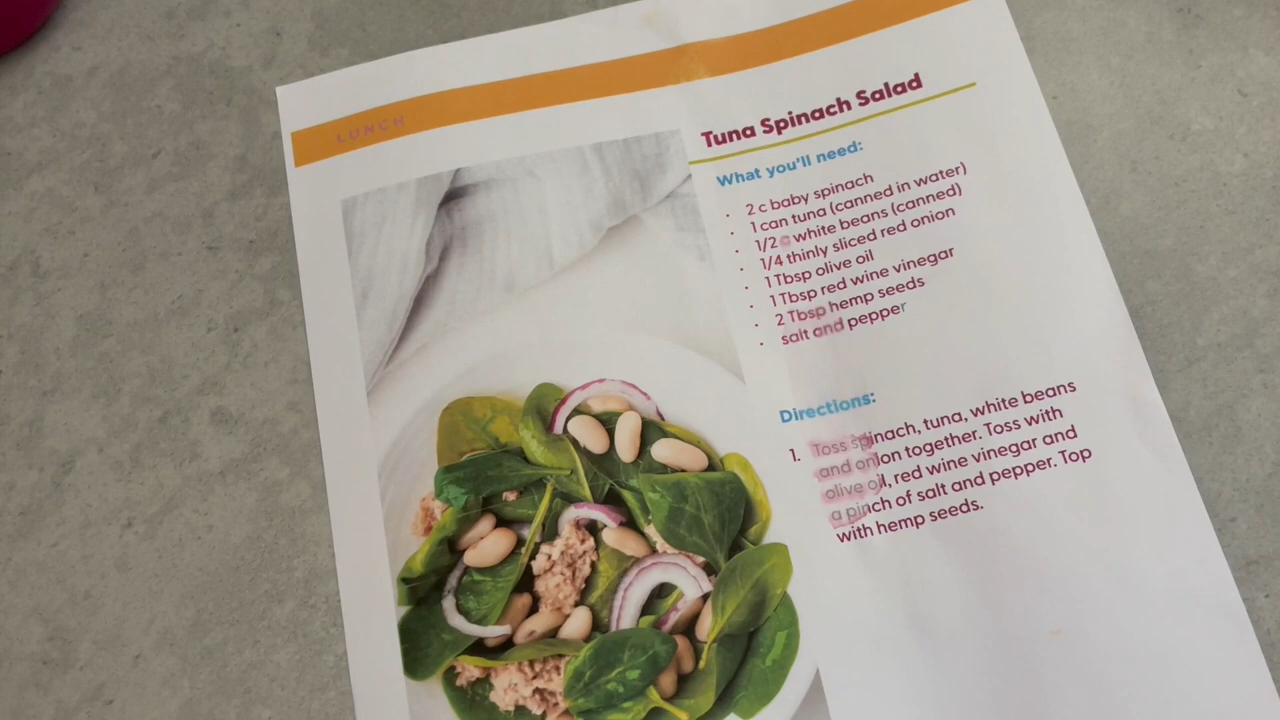 LUNCH
Tuna Spinach Salad
What you'll need:
· 2 c baby spinach
· 1 can tuna (canned in water)
· 1/2 c white beans (canned)
· 1/4 thinly sliced red onion
· 1 Tbsp olive oil
· 1 Tbsp red wine vinegar
· 2 Tbsp hemp seeds
· salt and pepper
Directions:
1. Toss spinach, tuna, white beans
and onion together. Toss with
olive oil, red wine vinegar and
a pinch of salt and pepper. Top
with hemp seeds.